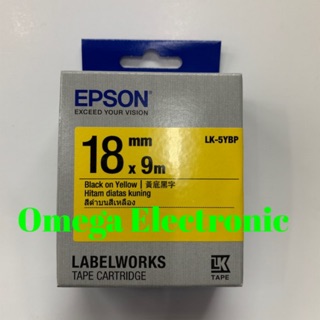 EPSON
EXCEED YOUR VISION
18 mm x 9m
LK-5YBP
Black on Yellow | 黃底黑字
Hitam diatas kuning
สีดำบนสีเหลือง
Omega Electronic
LABELWORKS
TAPE CARTRIDGE
LK
TAPE